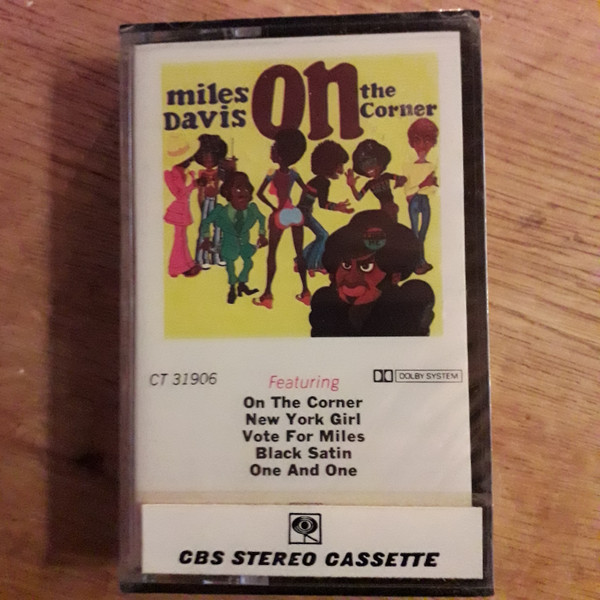 miles on the
Davis Corner
CT 31906
Featuring
DOLBY SYSTEM
On The Corner
New York Girl
Vote For Miles
Black Satin
One And One
CBS STEREO CASSETTE